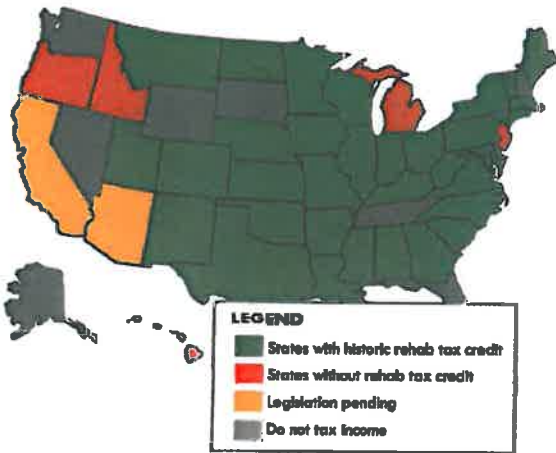 LEGEND
States with historic rehab tax credit
States without rehab tax credit
Legislation pending
Do not tax income